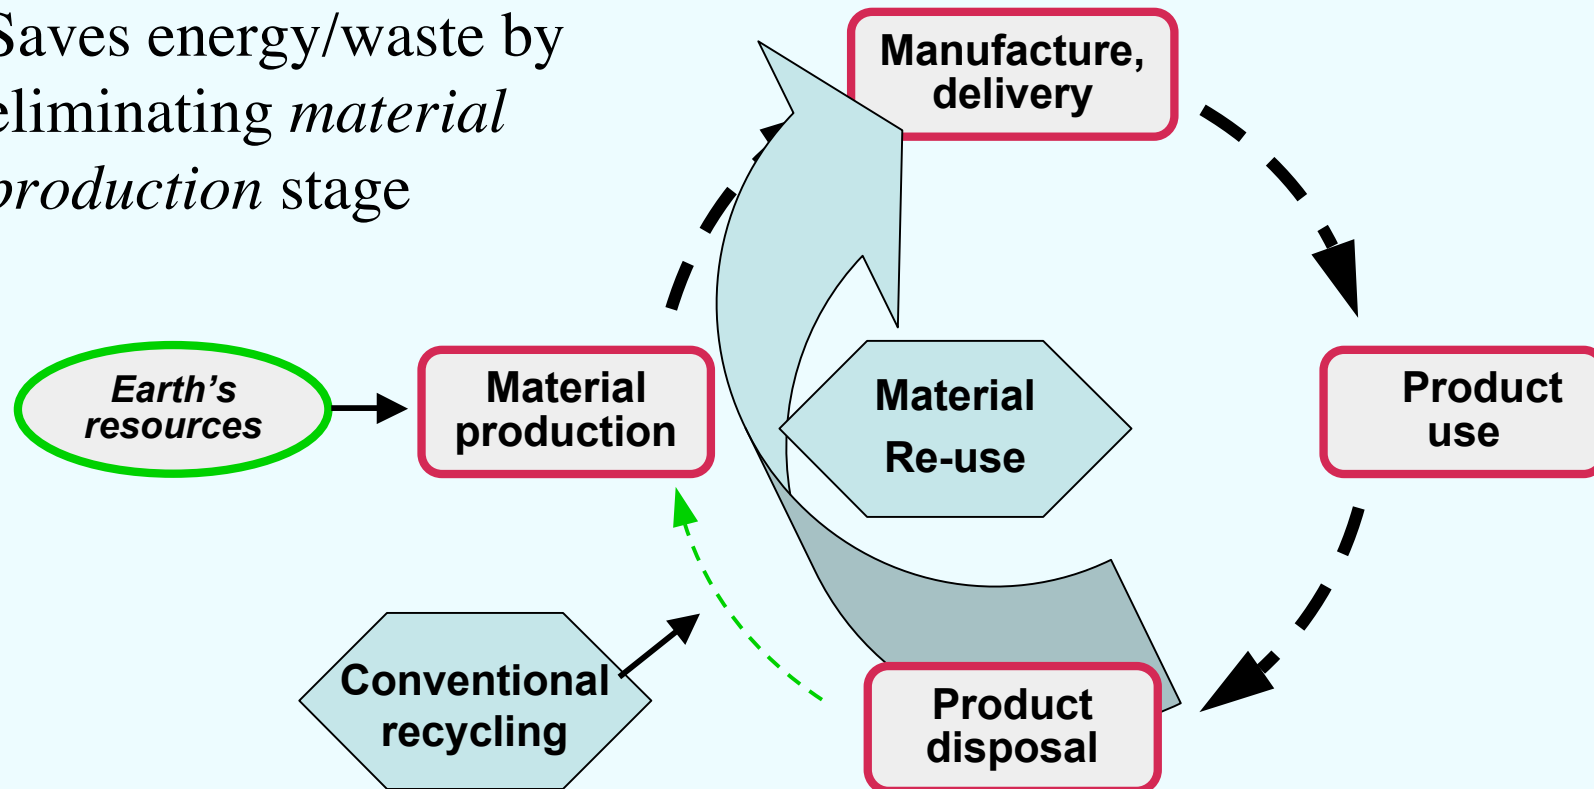 Saves energy/waste by
eliminating material
production stage
Manufacture,
delivery
Earth's
resources
Material
production
Material
Re-use
Product
use
Conventional
recycling
Product
disposal